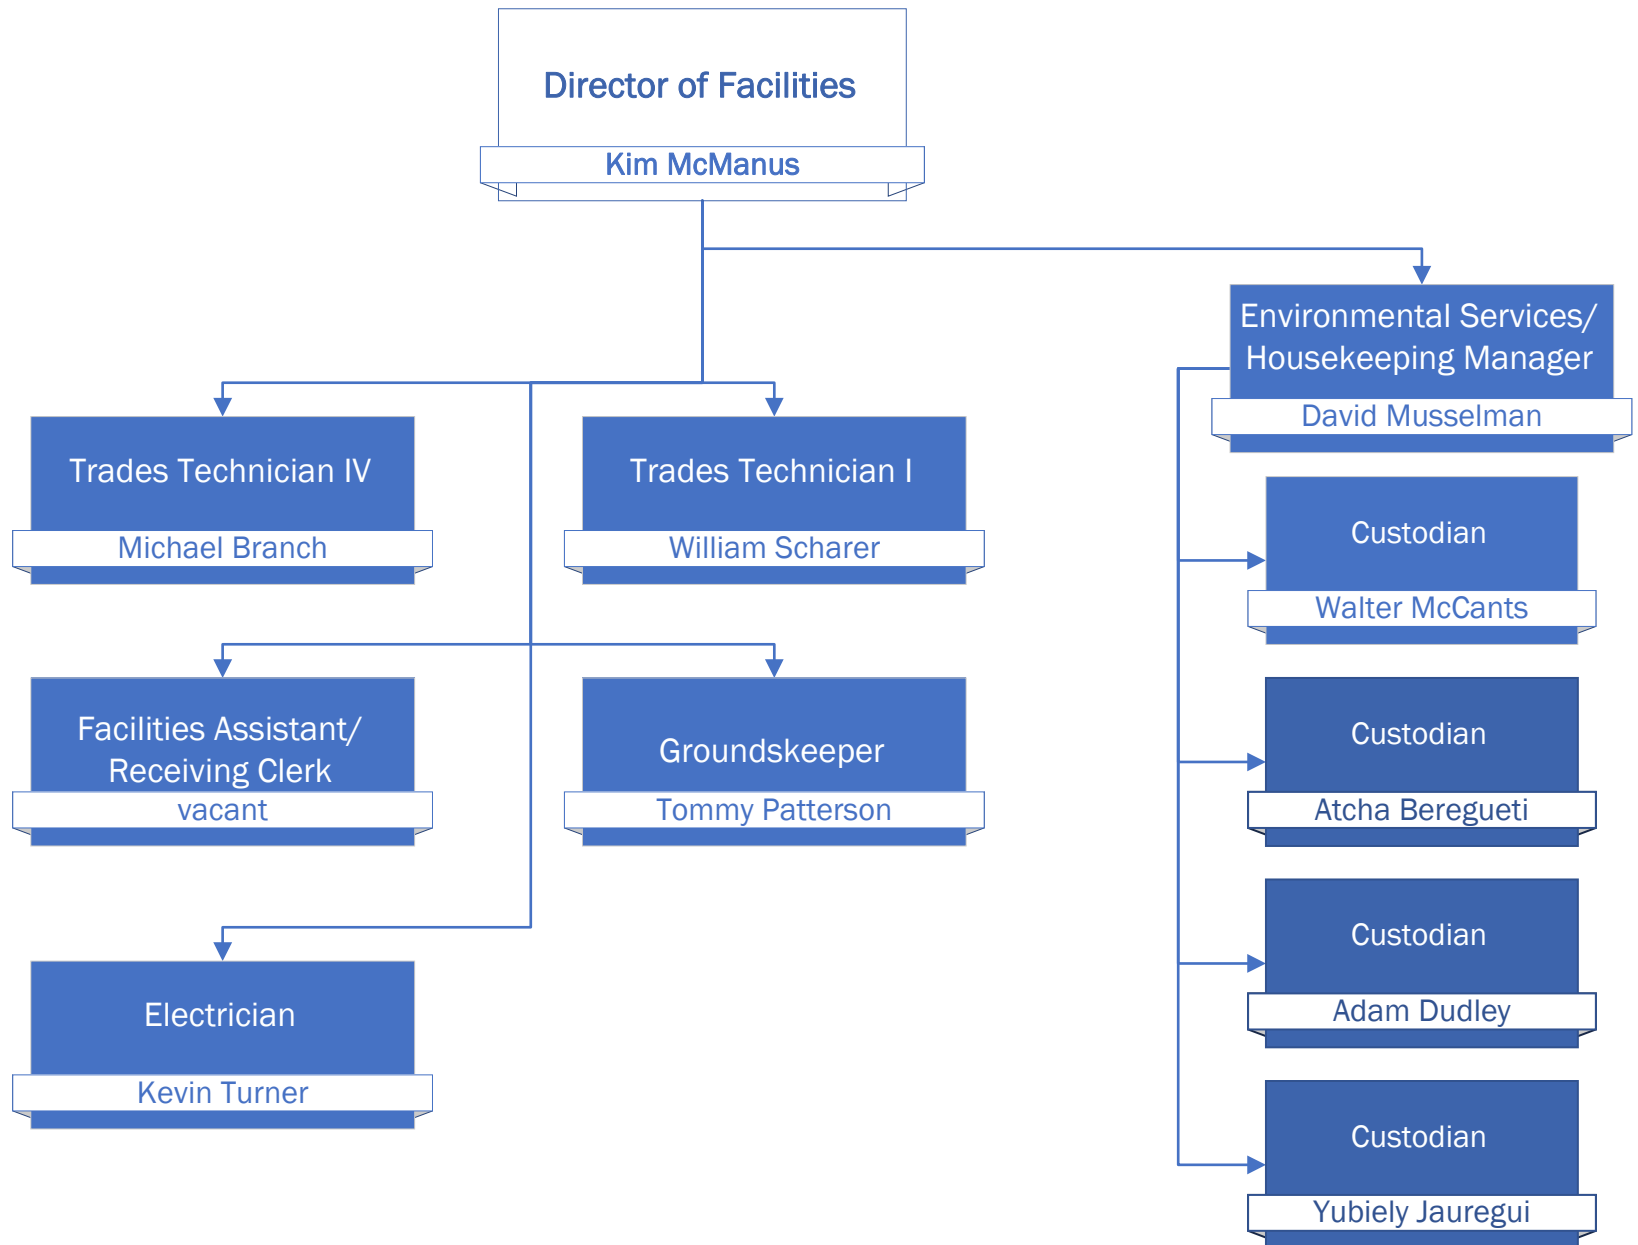 Director of Facilities
Kim McManus
Environmental Services/
Housekeeping Manager
David Musselman
Trades Technician IV
Michael Branch
Trades Technician I
William Scharer
Custodian
Walter McCants
Facilities Assistant/
Receiving Clerk
vacant
Groundskeeper
Tommy Patterson
Custodian
Atcha Beregueti
Custodian
Adam Dudley
Electrician
Kevin Turner
Custodian
Yubiely Jauregui